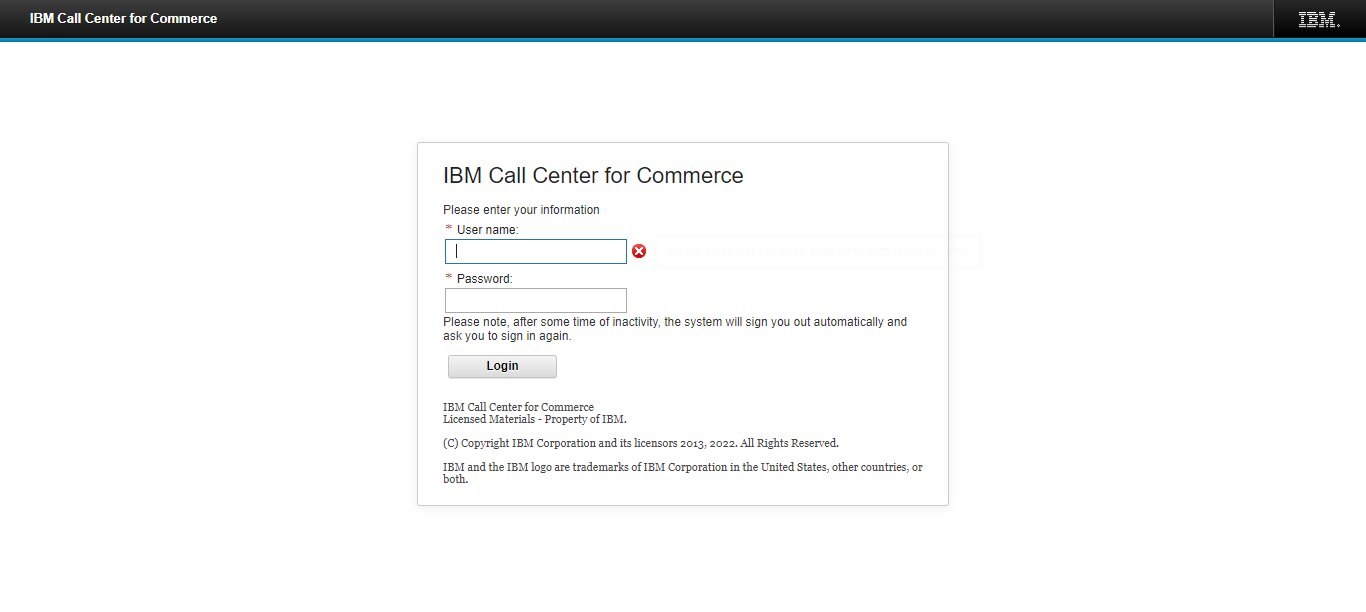 IBM Call Center for Commerce
IBM.
IBM Call Center for Commerce
Please enter your information
* User name:
* Password:
Please note, after some time of inactivity, the system will sign you out automatically and
ask you to sign in again.
Login
IBM Call Center for Commerce
Licensed Materials - Property of IBM.
(C) Copyright IBM Corporation and its licensors 2013, 2022. All Rights Reserved.
IBM and the IBM logo are trademarks of IBM Corporation in the United States, other countries, or
both.